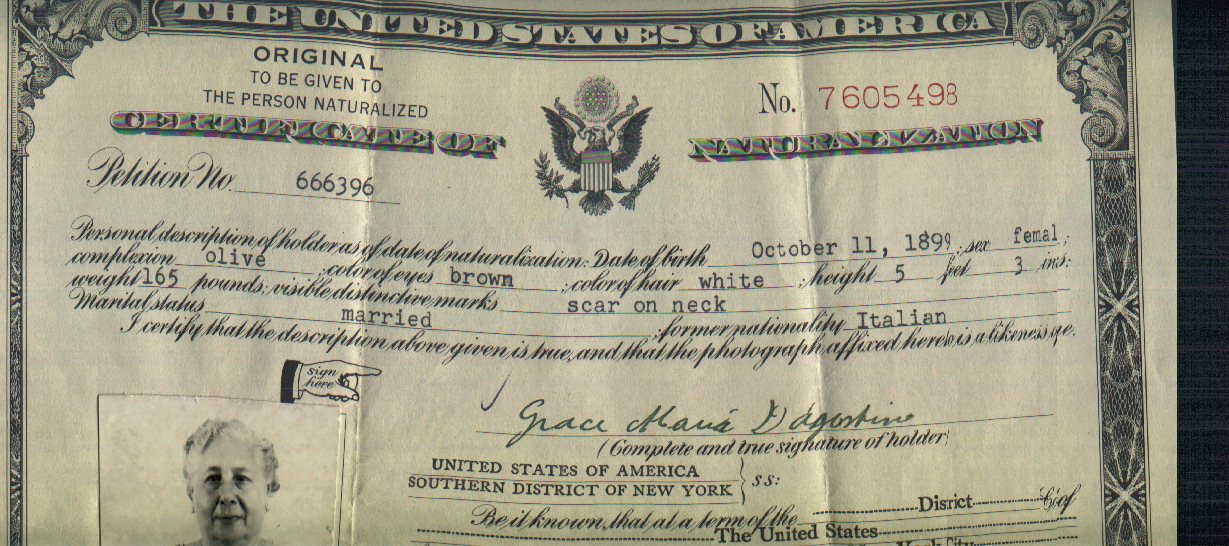 THE UNITED STATES OF AMERICA
ORIGINAL
TO BE GIVEN TO
THE PERSON NATURALIZED
No. 7605498
CERTIFICATE OF NATURALIZATION
Petition No 666396
Personal description of holder as of date of naturalization: Date of birth October 11, 1899; sex femal;
complexion olive; color of eyes brown; color of hair white; height 5 feet 3 ins:
weight 165 pounds; visible distinctive marks scar on neck
Marital status married; former nationality Italian
I certify that the description above given is true, and that the photograph affixed hereto is a likeness of me.
sign
here
Grace Maria D'agostino
(Complete and true signature of holder)
UNITED STATES OF AMERICA
SOUTHERN DISTRICT OF NEW YORK } ss:
Be it known, that at a term of the Disrict of
The United States